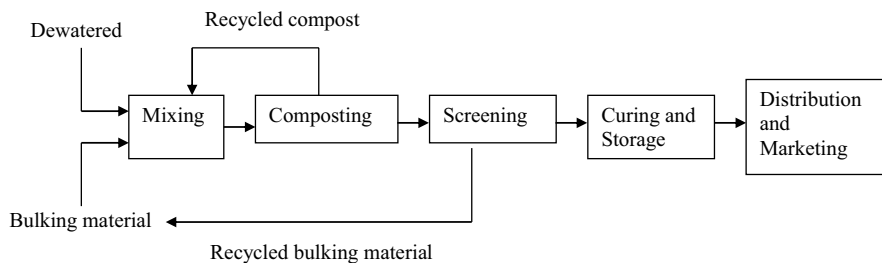 Recycled compost
Dewatered
Mixing
Composting
Screening
Curing and
Storage
Distribution
and
Marketing
Bulking material
Recycled bulking material